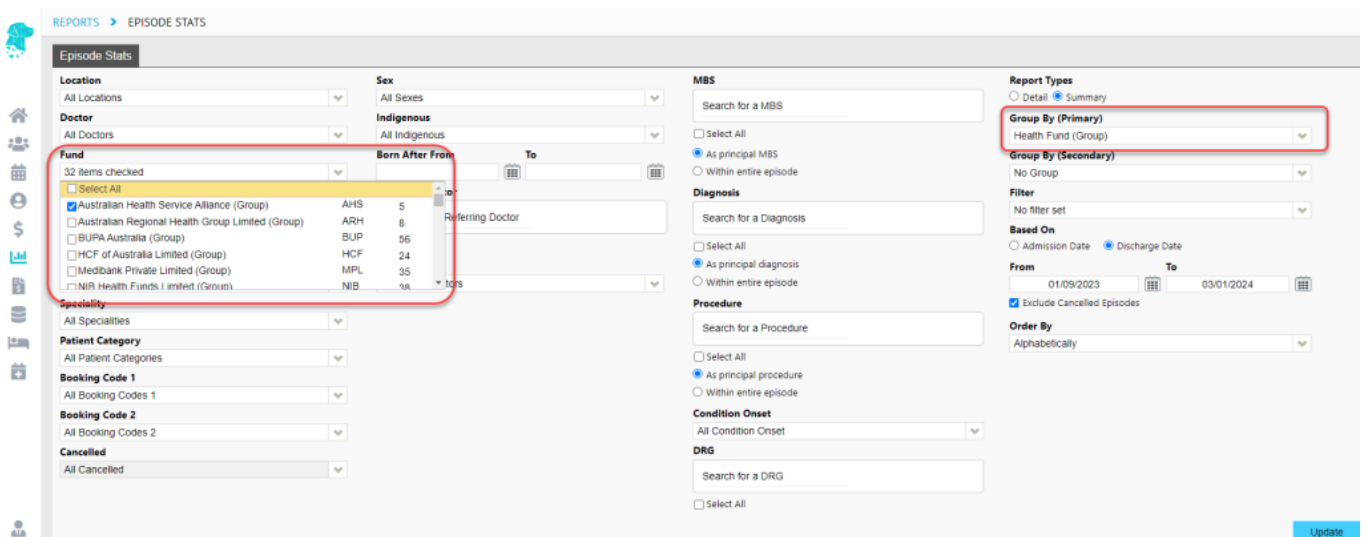 REPORTS > EPISODE STATS
Episode Stats
Location
All Locations
Doctor
All Doctors
Fund
32 items checked
Select All
Australian Health Service Alliance (Group) AHS 5
Australian Regional Health Group Limited (Group) ARH 8
BUPA Australia (Group) BUP 56
HCF of Australia Limited (Group) HCF 24
Medibank Private Limited (Group) MPL 35
NIB Health Funds Limited (Group) NIB 38
Speciality
All Specialities
Patient Category
All Patient Categories
Booking Code 1
All Booking Codes 1
Booking Code 2
All Booking Codes 2
Cancelled
All Cancelled
Sex
All Sexes
Indigenous
All Indigenous
Born After From To
tor
Referring Doctor
tors
MBS
Search for a MBS
Select All
As principal MBS
Within entire episode
Diagnosis
Search for a Diagnosis
Select All
As principal diagnosis
Within entire episode
Procedure
Search for a Procedure
Select All
As principal procedure
Within entire episode
Condition Onset
All Condition Onset
DRG
Search for a DRG
Select All
Report Types
Detail Summary
Group By (Primary)
Health Fund (Group)
Group By (Secondary)
No Group
Filter
No filter set
Based On
Admission Date Discharge Date
From To
01/09/2023 03/01/2024
Exclude Cancelled Episodes
Order By
Alphabetically
Update